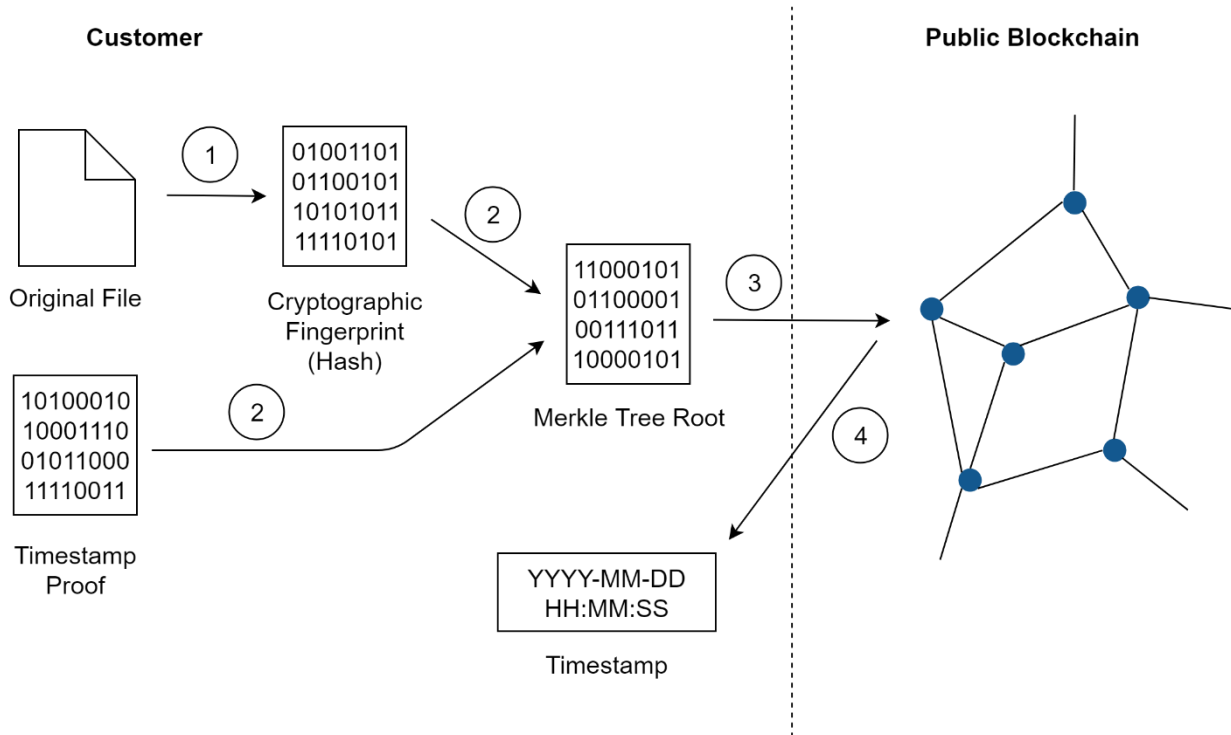 Customer
Public Blockchain
1
01001101
01100101
10101011
11110101
2
Original File
Cryptographic
Fingerprint
(Hash)
11000101
01100001
00111011
10000101
3
10100010
10001110
01011000
11110011
2
Merkle Tree Root
4
Timestamp
Proof
YYYY-MM-DD
HH:MM:SS
Timestamp